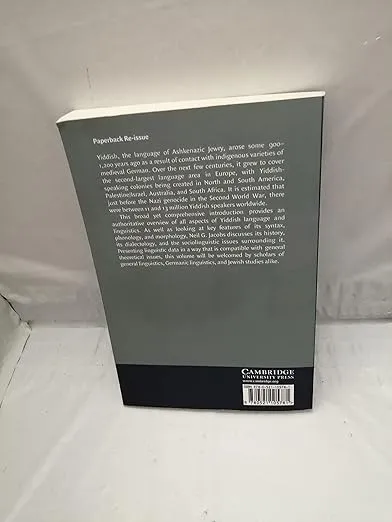 Paperback Re-issue
Yiddish, the language of Ashkenazic Jewry, arose some 900–
1,200 years ago as a result of contact with indigenous varieties of
medieval German. Over the next few centuries, it grew to cover
the second-largest language area in Europe, with Yiddish-
speaking colonies being created in North and South America,
Palestine/Israel, Australia, and South Africa. It is estimated that
just before the Nazi genocide in the Second World War, there
were between 11 and 13 million Yiddish speakers worldwide.
This broad yet comprehensive introduction provides an
authoritative overview of all aspects of Yiddish language and
linguistics. As well as looking at key features of its syntax,
phonology, and morphology, Neil G. Jacobs discusses its history,
its dialectology, and the sociolinguistic issues surrounding it.
Presenting linguistic data in a way that is compatible with general
theoretical issues, this volume will be welcomed by scholars of
general linguistics, Germanic linguistics, and Jewish studies alike.
CAMBRIDGE
UNIVERSITY PRESS
www.cambridge.org
ISBN